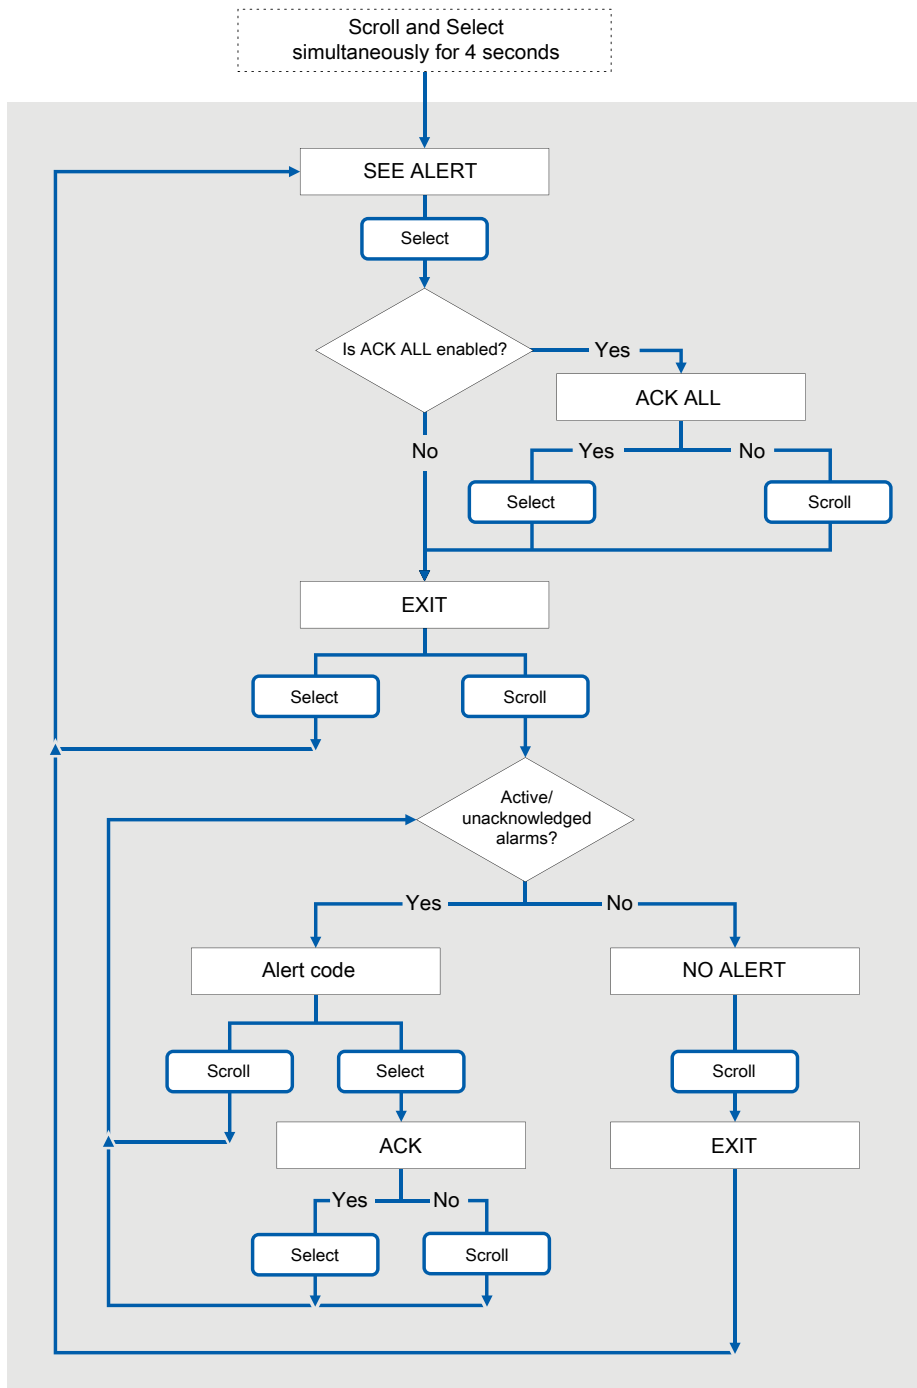 Scroll and Select
simultaneously for 4 seconds
SEE ALERT
Select
Is ACK ALL enabled?
Yes
ACK ALL
No
Yes
No
Select
Scroll
EXIT
Select
Scroll
Active/
unacknowledged
alarms?
Yes
No
Alert code
NO ALERT
Scroll
Select
Scroll
ACK
EXIT
Yes
No
Select
Scroll